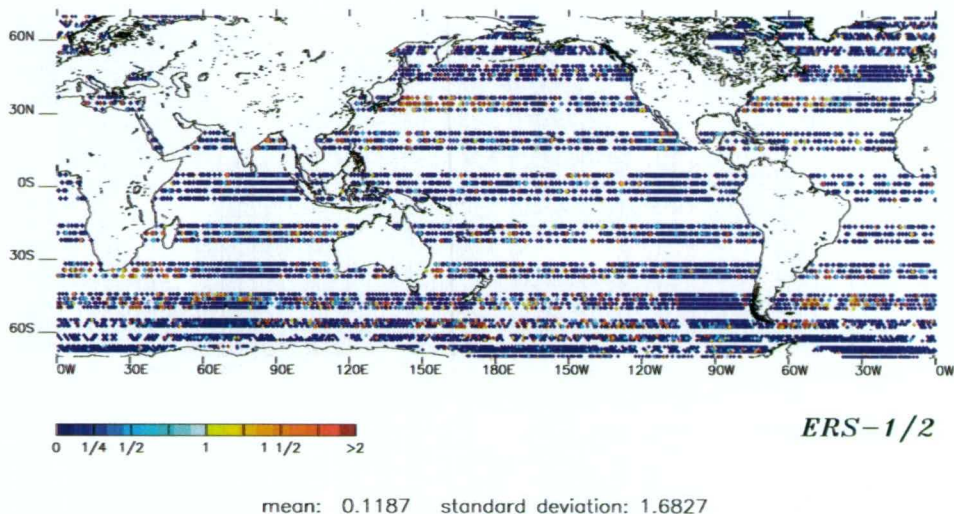 60N
30N
0S
30S
60S
0W 30E 60E 90E 120E 150E 180W 150W 120W 90W 60W 30W 0W
0 1/4 1/2 1 1 1/2 >2
ERS-1/2
mean: 0.1187 standard deviation: 1.6827